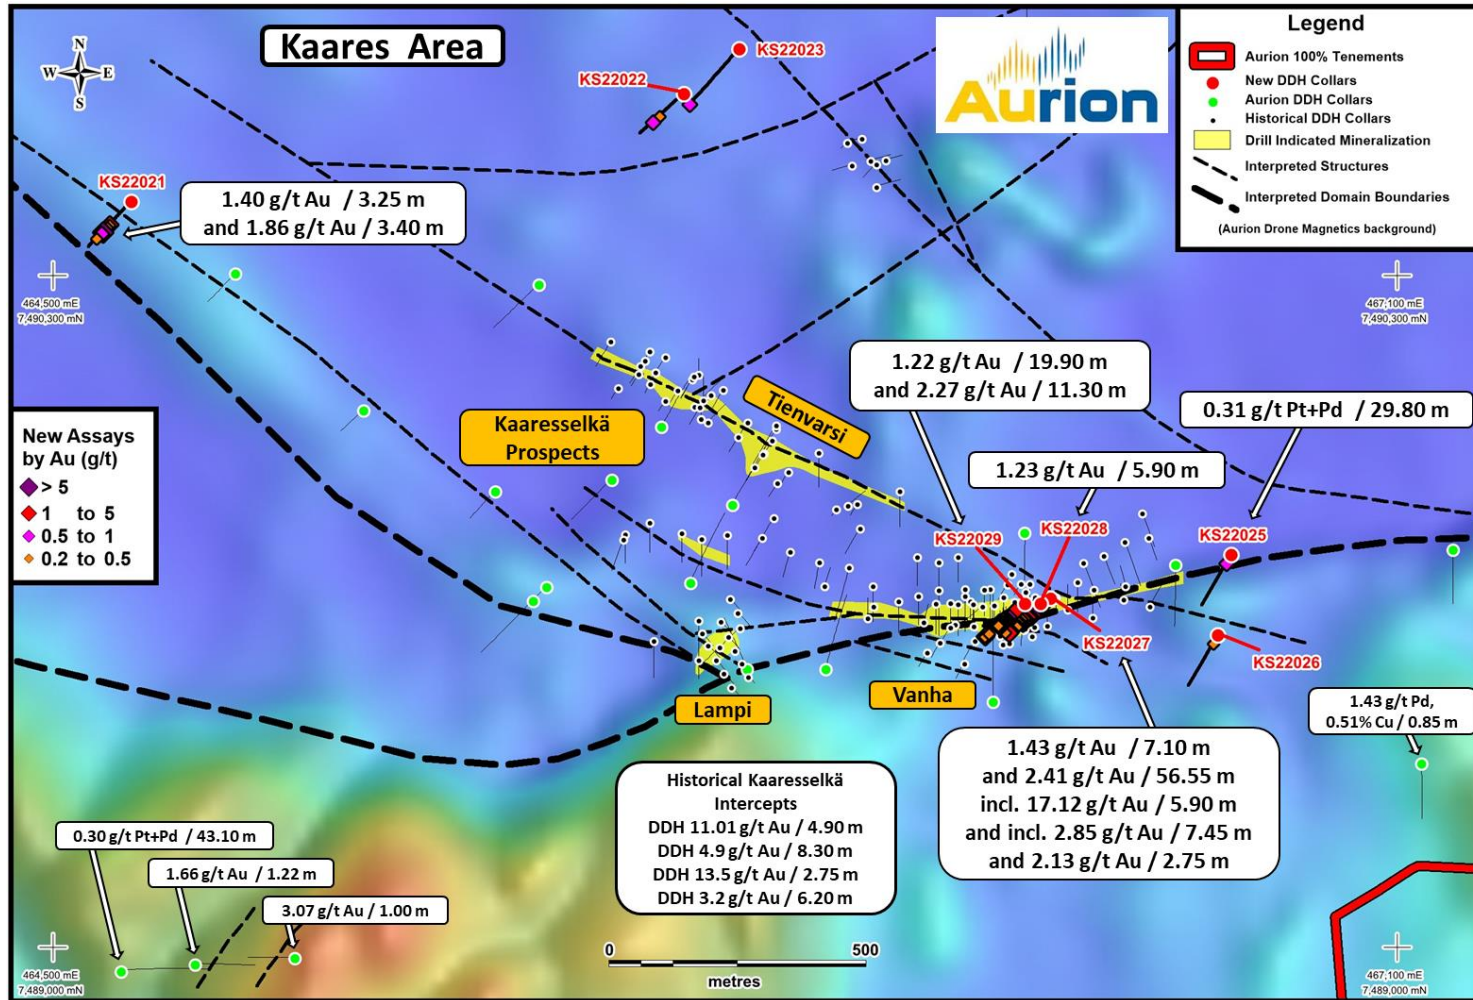 Kaares Area
N
W E
S
KS22023
KS22022
KS22021
1.40 g/t Au / 3.25 m
and 1.86 g/t Au / 3.40 m
Aurion
Legend
Aurion 100% Tenements
New DDH Collars
Aurion DDH Collars
Historical DDH Collars
Drill Indicated Mineralization
Interpreted Structures
Interpreted Domain Boundaries
(Aurion Drone Magnetics background)
464,500 mE
7,490,300 mN
467,100 mE
7,490,300 mN
1.22 g/t Au / 19.90 m
and 2.27 g/t Au / 11.30 m
0.31 g/t Pt+Pd / 29.80 m
Tienvarsi
Kaaresselkä
Prospects
1.23 g/t Au / 5.90 m
New Assays
by Au (g/t)
> 5
1 to 5
0.5 to 1
0.2 to 0.5
KS22029
KS22028
KS22025
KS22027
KS22026
Lampi
Vanha
1.43 g/t Pd,
0.51% Cu / 0.85 m
1.43 g/t Au / 7.10 m
and 2.41 g/t Au / 56.55 m
incl. 17.12 g/t Au / 5.90 m
and incl. 2.85 g/t Au / 7.45 m
and 2.13 g/t Au / 2.75 m
Historical Kaaresselkä
Intercepts
DDH 11.01 g/t Au / 4.90 m
DDH 4.9 g/t Au / 8.30 m
DDH 13.5 g/t Au / 2.75 m
DDH 3.2 g/t Au / 6.20 m
0.30 g/t Pt+Pd / 43.10 m
1.66 g/t Au / 1.22 m
3.07 g/t Au / 1.00 m
0 500
metres
464,500 mE
7,489,000 mN
467,100 mE
7,489,000 mN